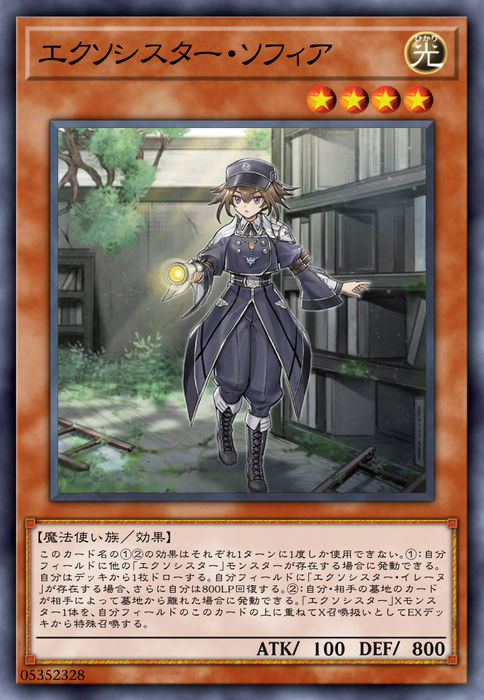 エクソシスター・ソフィア
ひかり
光
【魔法使い族／効果】
このカード名の①②の効果はそれぞれ1ターンに1度しか使用できない。①：自分
フィールドに他の「エクソシスター」モンスターが存在する場合に発動できる。
自分はデッキから1枚ドローする。自分フィールドに「エクソシスター・イレーヌ」
が存在する場合、さらに自分は800LP回復する。②：自分・相手の墓地のカード
が相手によって墓地から離れた場合に発動できる。「エクソシスター」Xモンス
ター1体を、自分フィールドのこのカードの上に重ねてX召喚扱いとしてEXデッ
キから特殊召喚する。
ATK/ 100 DEF/ 800
05352328